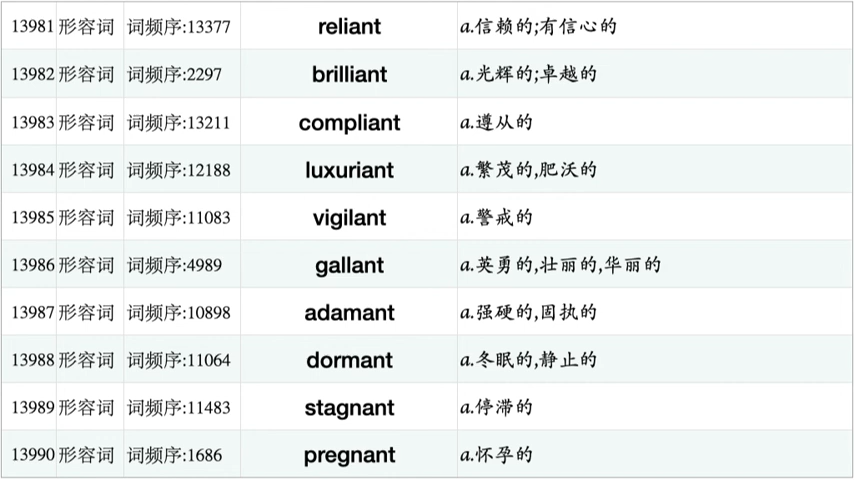 13981 形容词 词频序:13377 reliant a.信赖的;有信心的
13982 形容词 词频序:2297 brilliant a.光辉的;卓越的
13983 形容词 词频序:13211 compliant a.遵从的
13984 形容词 词频序:12188 luxuriant a.繁茂的,肥沃的
13985 形容词 词频序:11083 vigilant a.警戒的
13986 形容词 词频序:4989 gallant a.英勇的,壮丽的,华丽的
13987 形容词 词频序:10898 adamant a.强硬的,固执的
13988 形容词 词频序:11064 dormant a.冬眠的,静止的
13989 形容词 词频序:11483 stagnant a.停滞的
13990 形容词 词频序:1686 pregnant a.怀孕的